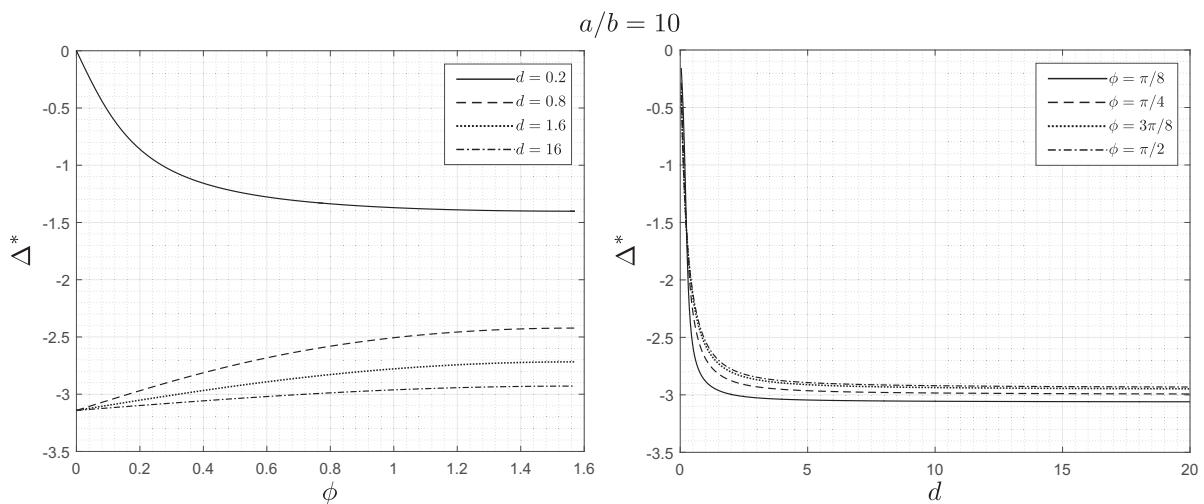 a/b = 10
0
-0.5
-1
-1.5
-2
-2.5
-3
-3.5
Δ*
0 0.2 0.4 0.6 0.8 1 1.2 1.4 1.6
ϕ
d = 0.2
d = 0.8
d = 1.6
d = 16
0
-0.5
-1
-1.5
-2
-2.5
-3
-3.5
Δ*
0 5 10 15 20
d
ϕ = π/8
ϕ = π/4
ϕ = 3π/8
ϕ = π/2